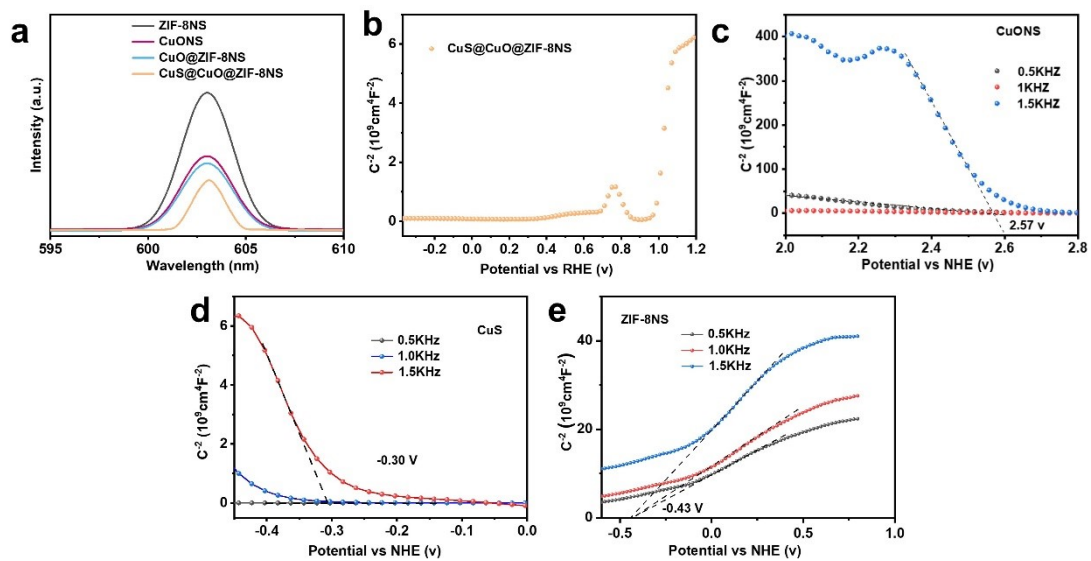 a
ZIF-8NS
CuONS
CuO@ZIF-8NS
CuS@CuO@ZIF-8NS
Intensity (a.u.)
595 600 605 610
Wavelength (nm)
b
CuS@CuO@ZIF-8NS
C⁻² (10⁹cm⁴F⁻²)
6
4
2
0
-0.2 0.0 0.2 0.4 0.6 0.8 1.0 1.2
Potential vs RHE (v)
c
CuONS
0.5KHZ
1KHZ
1.5KHZ
C⁻² (10⁹cm⁴F⁻²)
400
300
200
100
0
2.57 v
2.0 2.2 2.4 2.6 2.8
Potential vs NHE (v)
d
CuS
0.5KHz
1.0KHz
1.5KHz
C⁻² (10⁹cm⁴F⁻²)
6
4
2
0
-0.30 V
-0.4 -0.3 -0.2 -0.1 0.0
Potential vs NHE (v)
e
ZIF-8NS
0.5KHz
1.0KHz
1.5KHz
C⁻² (10⁹cm⁴F⁻²)
40
20
0
-0.43 V
-0.5 0.0 0.5 1.0
Potential vs NHE (v)